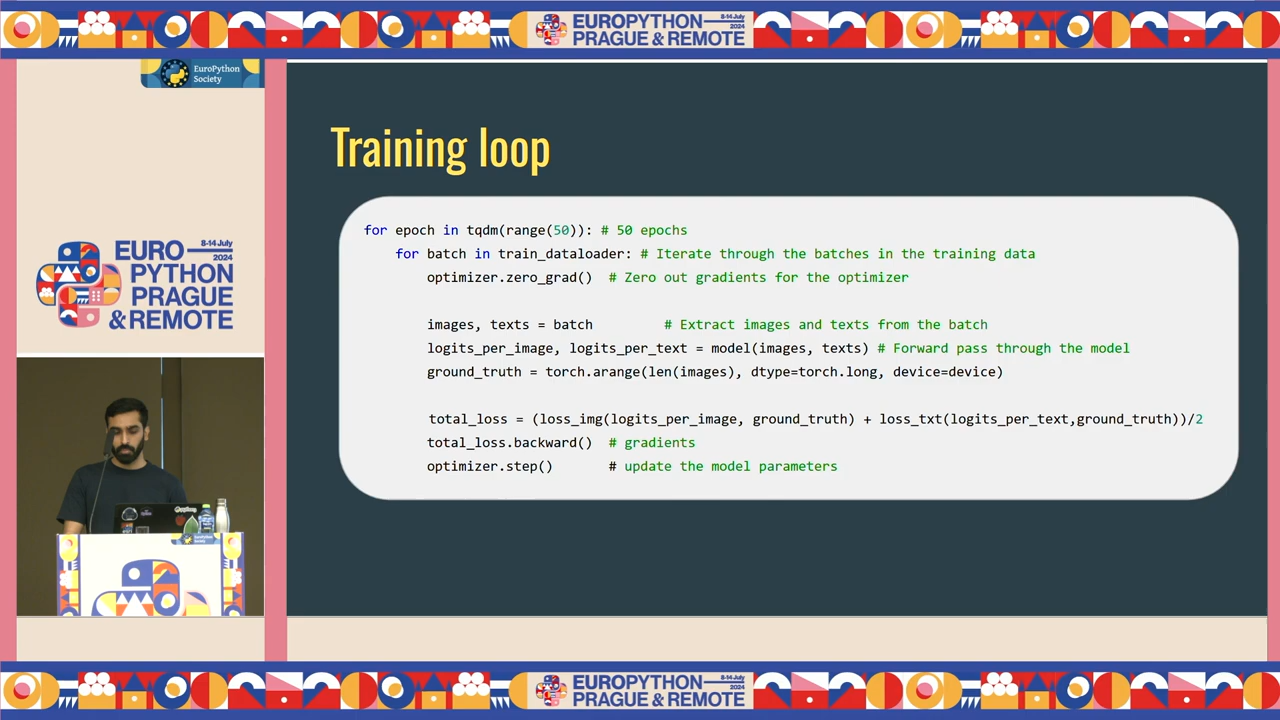 EUROPYTHON
8-14 July
2024
PRAGUE & REMOTE
EuroPython
Society
Training loop
for epoch in tqdm(range(50)): # 50 epochs
for batch in train_dataloader: # Iterate through the batches in the training data
optimizer.zero_grad()  # Zero out gradients for the optimizer
images, texts = batch         # Extract images and texts from the batch
logits_per_image, logits_per_text = model(images, texts) # Forward pass through the model
ground_truth = torch.arange(len(images), dtype=torch.long, device=device)
total_loss = (loss_img(logits_per_image, ground_truth) + loss_txt(logits_per_text,ground_truth))/2
total_loss.backward()  # gradients
optimizer.step()       # update the model parameters
EURO
8-14 July
2024
PYTHON
PRAGUE
& REMOTE
EUROPYTHON
8-14 July
2024
PRAGUE & REMOTE